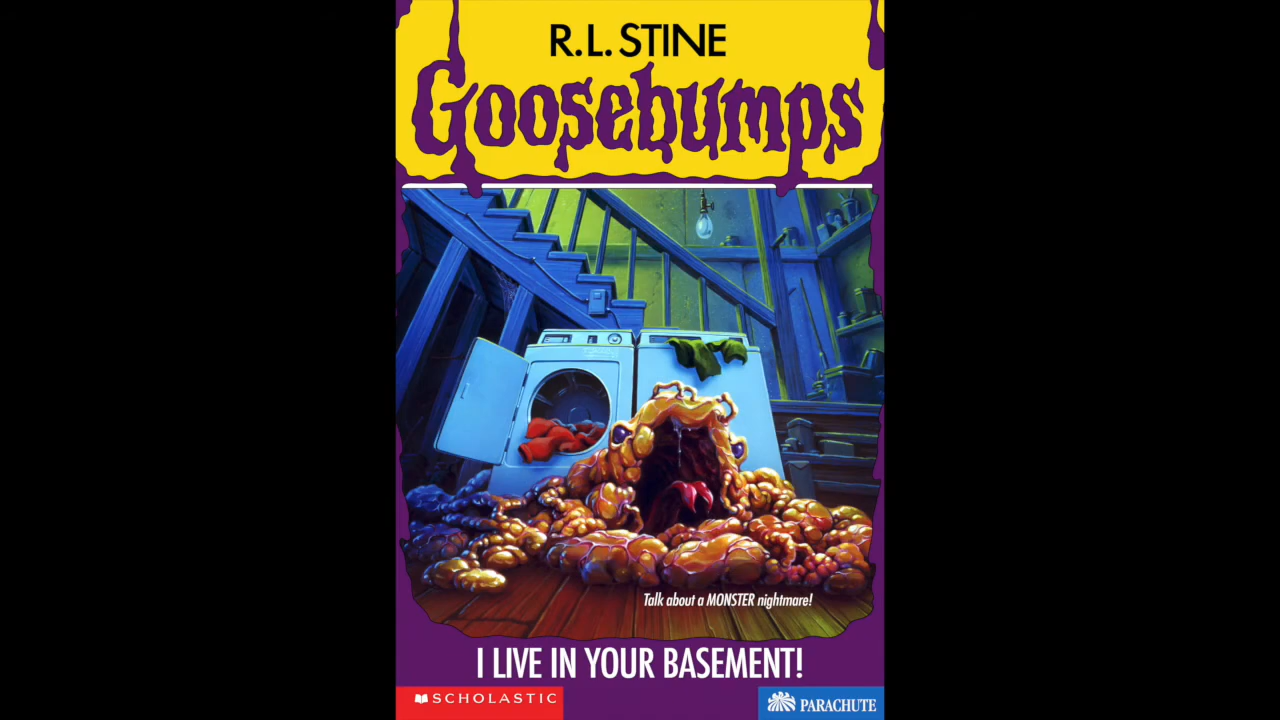 R.L. STINE
Goosebumps
Talk about a MONSTER nightmare!
I LIVE IN YOUR BASEMENT!
SCHOLASTIC
PARACHUTE